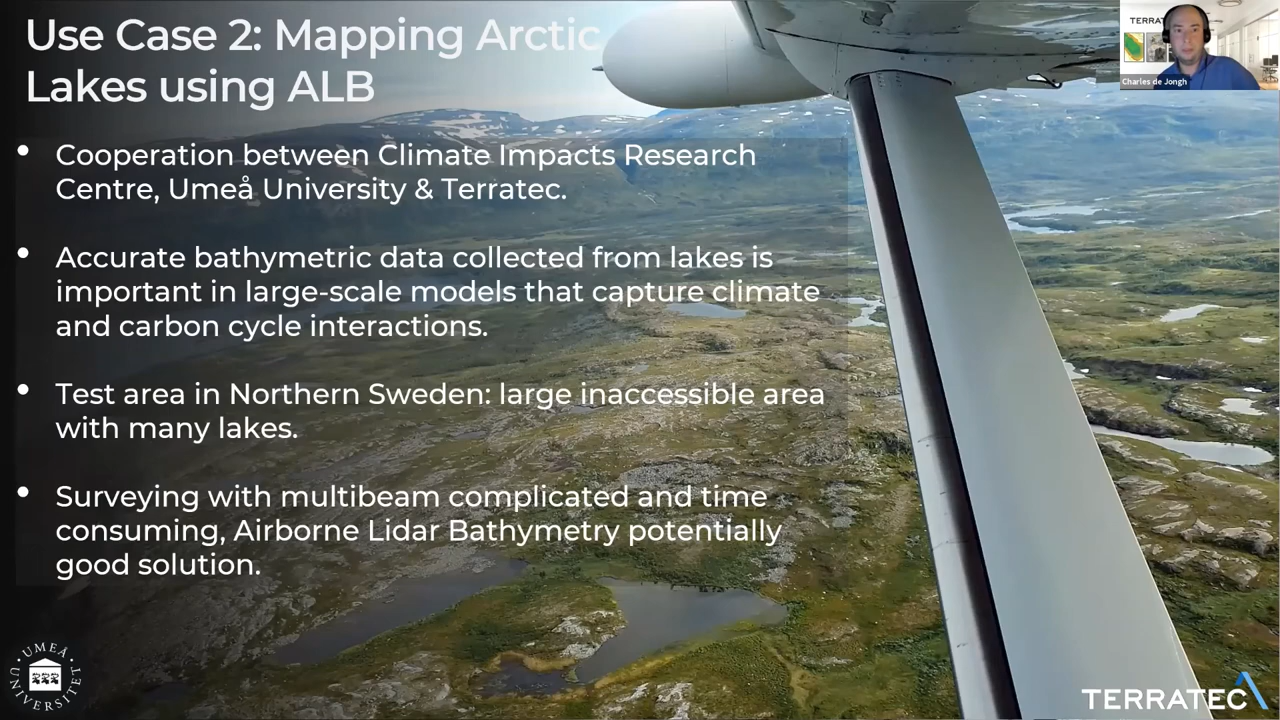 Use Case 2: Mapping Arctic
Lakes using ALB
TERRATE
Charles de Jongh
• Cooperation between Climate Impacts Research
Centre, Umeå University & Terratec.
• Accurate bathymetric data collected from lakes is
important in large-scale models that capture climate
and carbon cycle interactions.
• Test area in Northern Sweden: large inaccessible area
with many lakes.
• Surveying with multibeam complicated and time
consuming, Airborne Lidar Bathymetry potentially
good solution.
UMEÅ UNIVERSITET
TERRATEC